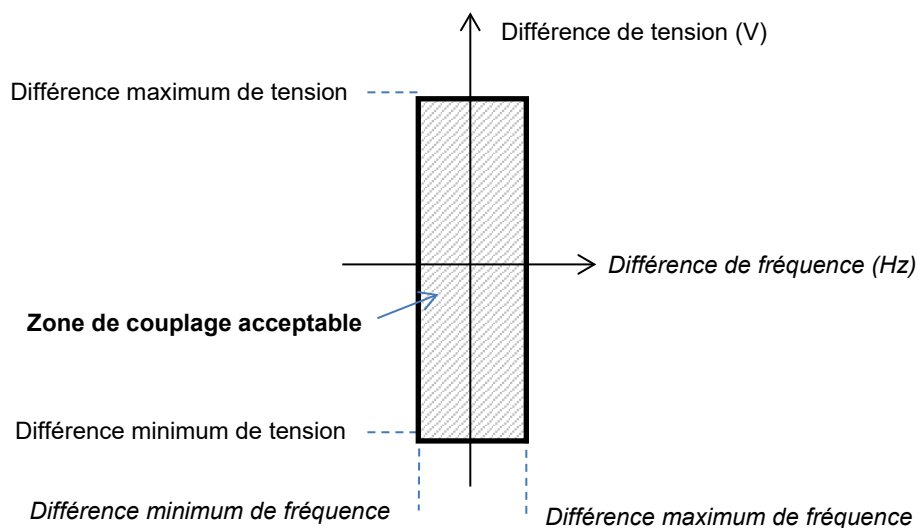 Différence de tension (V)
Différence maximum de tension
Différence de fréquence (Hz)
Zone de couplage acceptable
Différence minimum de tension
Différence minimum de fréquence
Différence maximum de fréquence